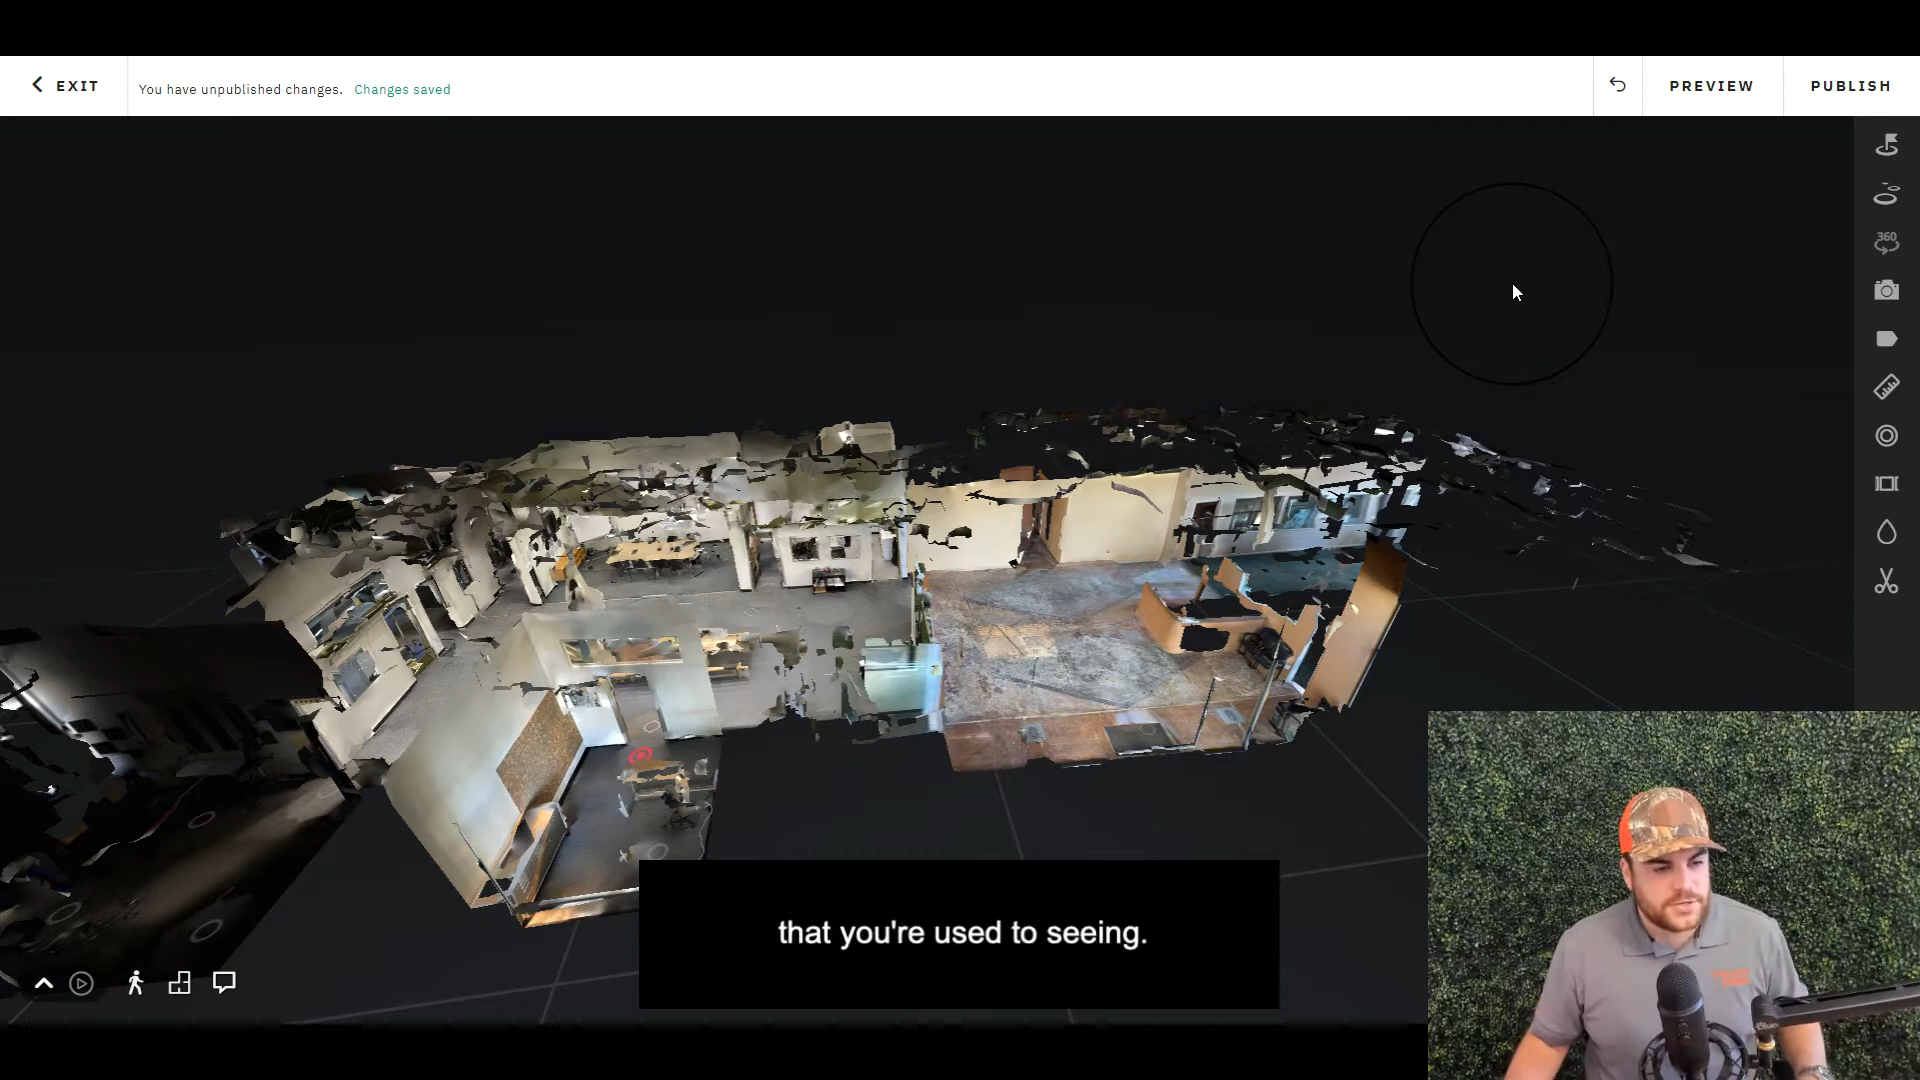 EXIT
You have unpublished changes. Changes saved
PREVIEW
PUBLISH
360
that you're used to seeing.